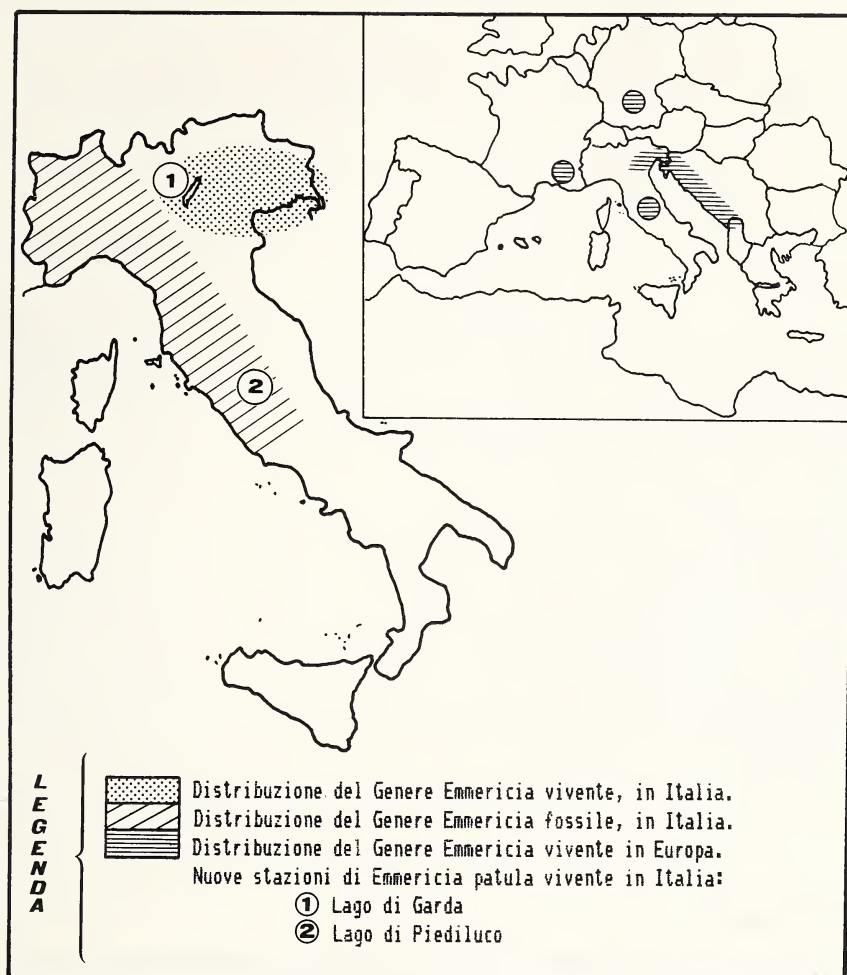 1
2
LEGENDA
Distribuzione del Genere Emmericia vivente, in Italia.
Distribuzione del Genere Emmericia fossile, in Italia.
Distribuzione del Genere Emmericia vivente in Europa.
Nuove stazioni di Emmericia patula vivente in Italia:
1 Lago di Garda
2 Lago di Piediluco